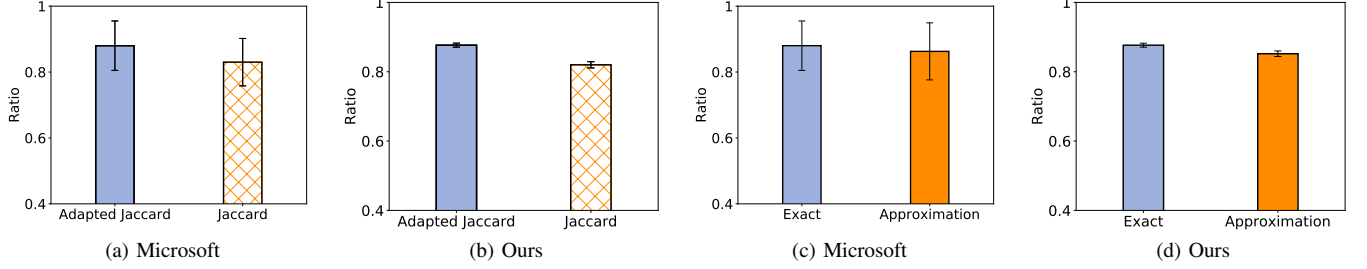 1
0.8
0.6
0.4
Ratio
Adapted Jaccard
Jaccard
(a) Microsoft
1
0.8
0.6
0.4
Ratio
Adapted Jaccard
Jaccard
(b) Ours
1
0.8
0.6
0.4
Ratio
Exact
Approximation
(c) Microsoft
1
0.8
0.6
0.4
Ratio
Exact
Approximation
(d) Ours